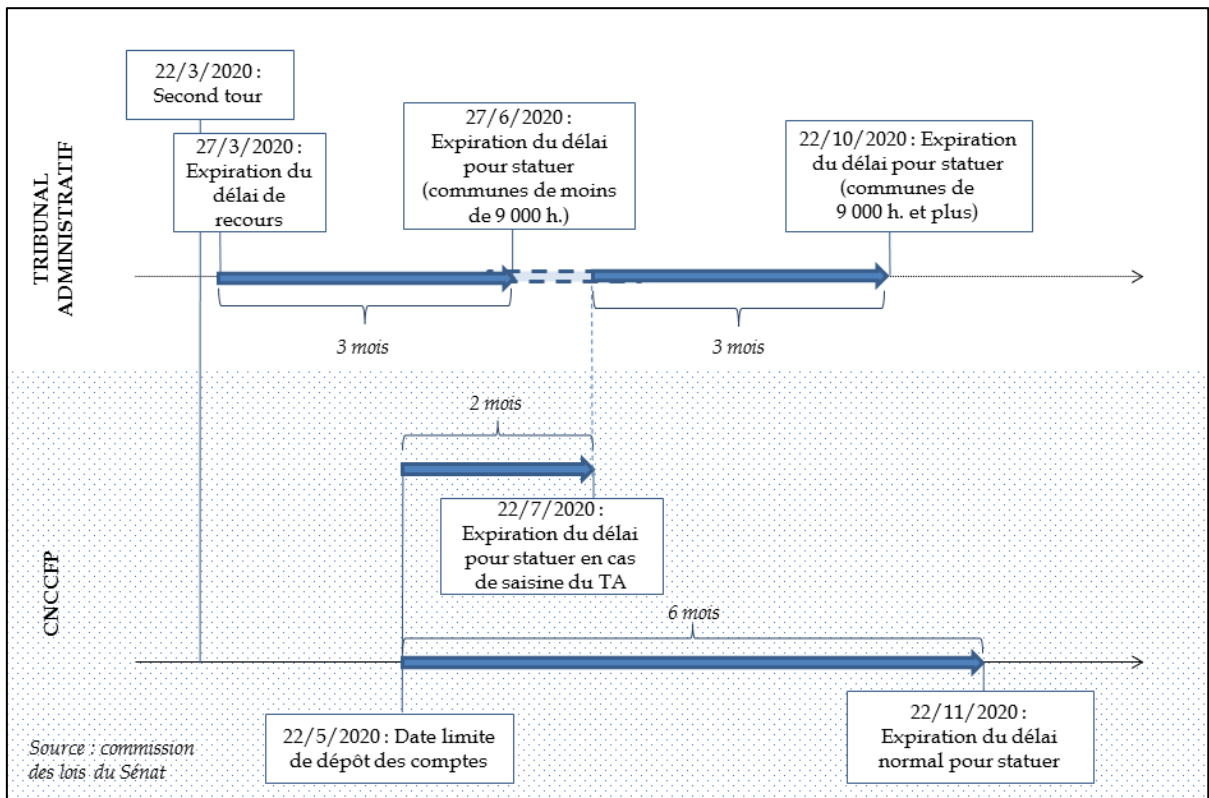 22/3/2020 :
Second tour
27/3/2020 :
Expiration du
délai de
recours
27/6/2020 :
Expiration du délai
pour statuer
(communes de moins
de 9 000 h.)
22/10/2020 : Expiration
du délai pour statuer
(communes de
9 000 h. et plus)
TRIBUNAL
ADMINISTRATIF
3 mois
3 mois
2 mois
22/7/2020 :
Expiration du délai
pour statuer en cas
de saisine du TA
CNCCFP
6 mois
22/5/2020 : Date limite
de dépôt des comptes
22/11/2020 :
Expiration du délai
normal pour statuer
Source : commission
des lois du Sénat